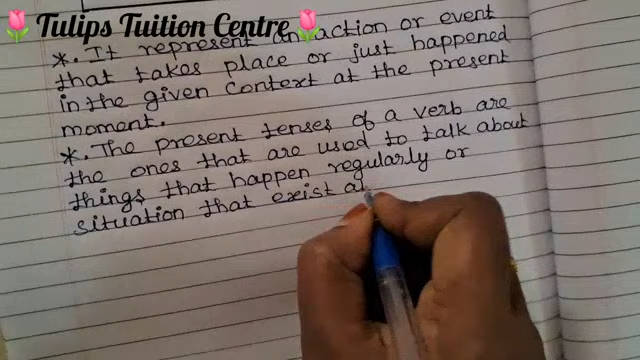 🌷 Tulips Tuition Centre🌷
*. It represent an action or event
that takes place or just happened
in the given context at the present
moment.
*. The present tenses of a verb are
the ones that are used to talk about
things that happen regularly or
situation that exist at